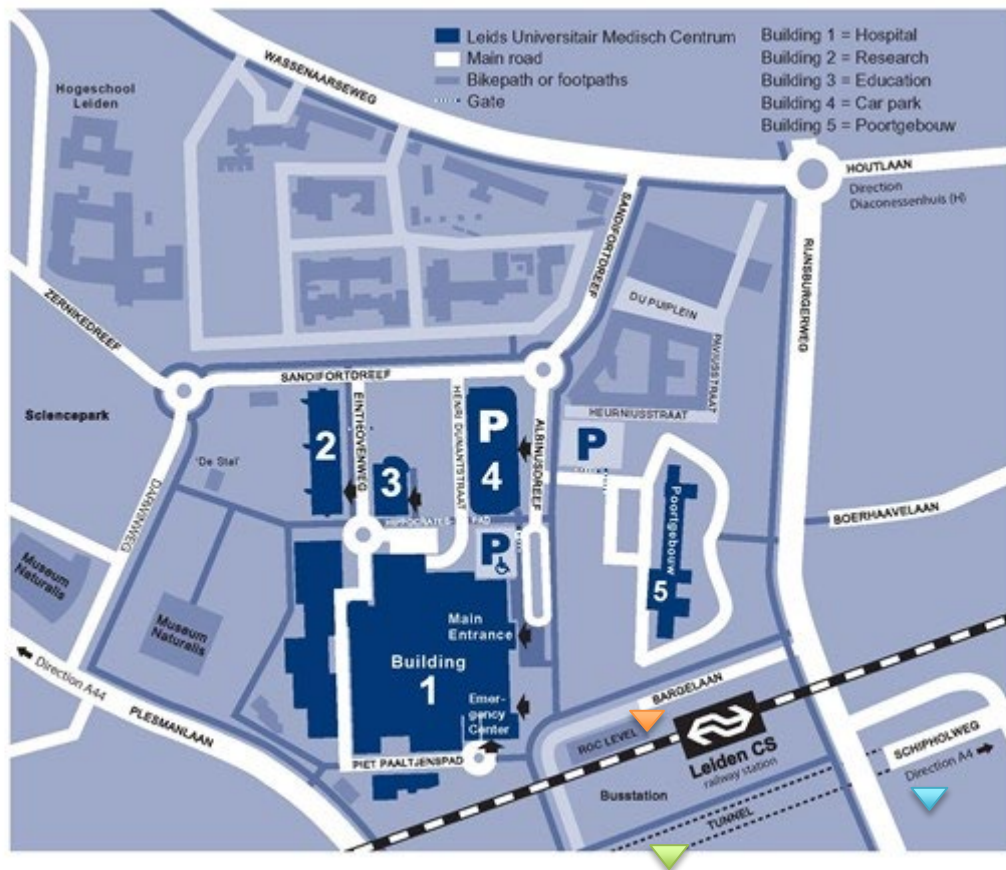 Leids Universitair Medisch Centrum
Main road
Bikepath or footpaths
Gate
Building 1 = Hospital
Building 2 = Research
Building 3 = Education
Building 4 = Car park
Building 5 = Poortgebouw
WASSENAARSEWEG
Hogeschool
Leiden
HOUTLAAN
Direction
Diaconessenhuis (H)
SANDIFORTDREEF
RIJNSBURGERWEG
ZERNIKEDREEF
DU PUIPLEIN
PAVIUSSTRAAT
SANDIFORTDREEF
HEURNIUSSTRAAT
Sciencepark
EINTHOVENWEG
HENRI DUNANTSTRAAT
ALBINUSDREEF
P
4
P
2
3
'De Stal'
DARWINWEG
HIPPOCRATESPAD
P
Poortgebouw
5
BOERHAAVELAAN
Museum
Naturalis
Museum
Naturalis
Main
Entrance
Building
1
Emer-
gency
Center
Direction A44
PLESMANLAAN
PIET PAALTJENSPAD
BARGELAAN
ROC LEVEL
Leiden CS
railway station
Busstation
TUNNEL
SCHIPHOLWEG
Direction A4